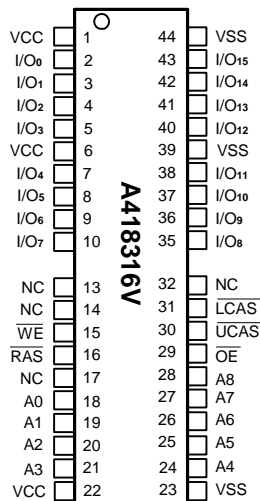 VCC 1 44 VSS
I/O0 2 43 I/O15
I/O1 3 42 I/O14
I/O2 4 41 I/O13
I/O3 5 40 I/O12
VCC 6 39 VSS
I/O4 7 38 I/O11
I/O5 8 37 I/O10
I/O6 9 36 I/O9
I/O7 10 35 I/O8
A418316V
NC 13 32 NC
NC 14 31 LCAS
WE 15 30 UCAS
RAS 16 29 OE
NC 17 28 A8
A0 18 27 A7
A1 19 26 A6
A2 20 25 A5
A3 21 24 A4
VCC 22 23 VSS